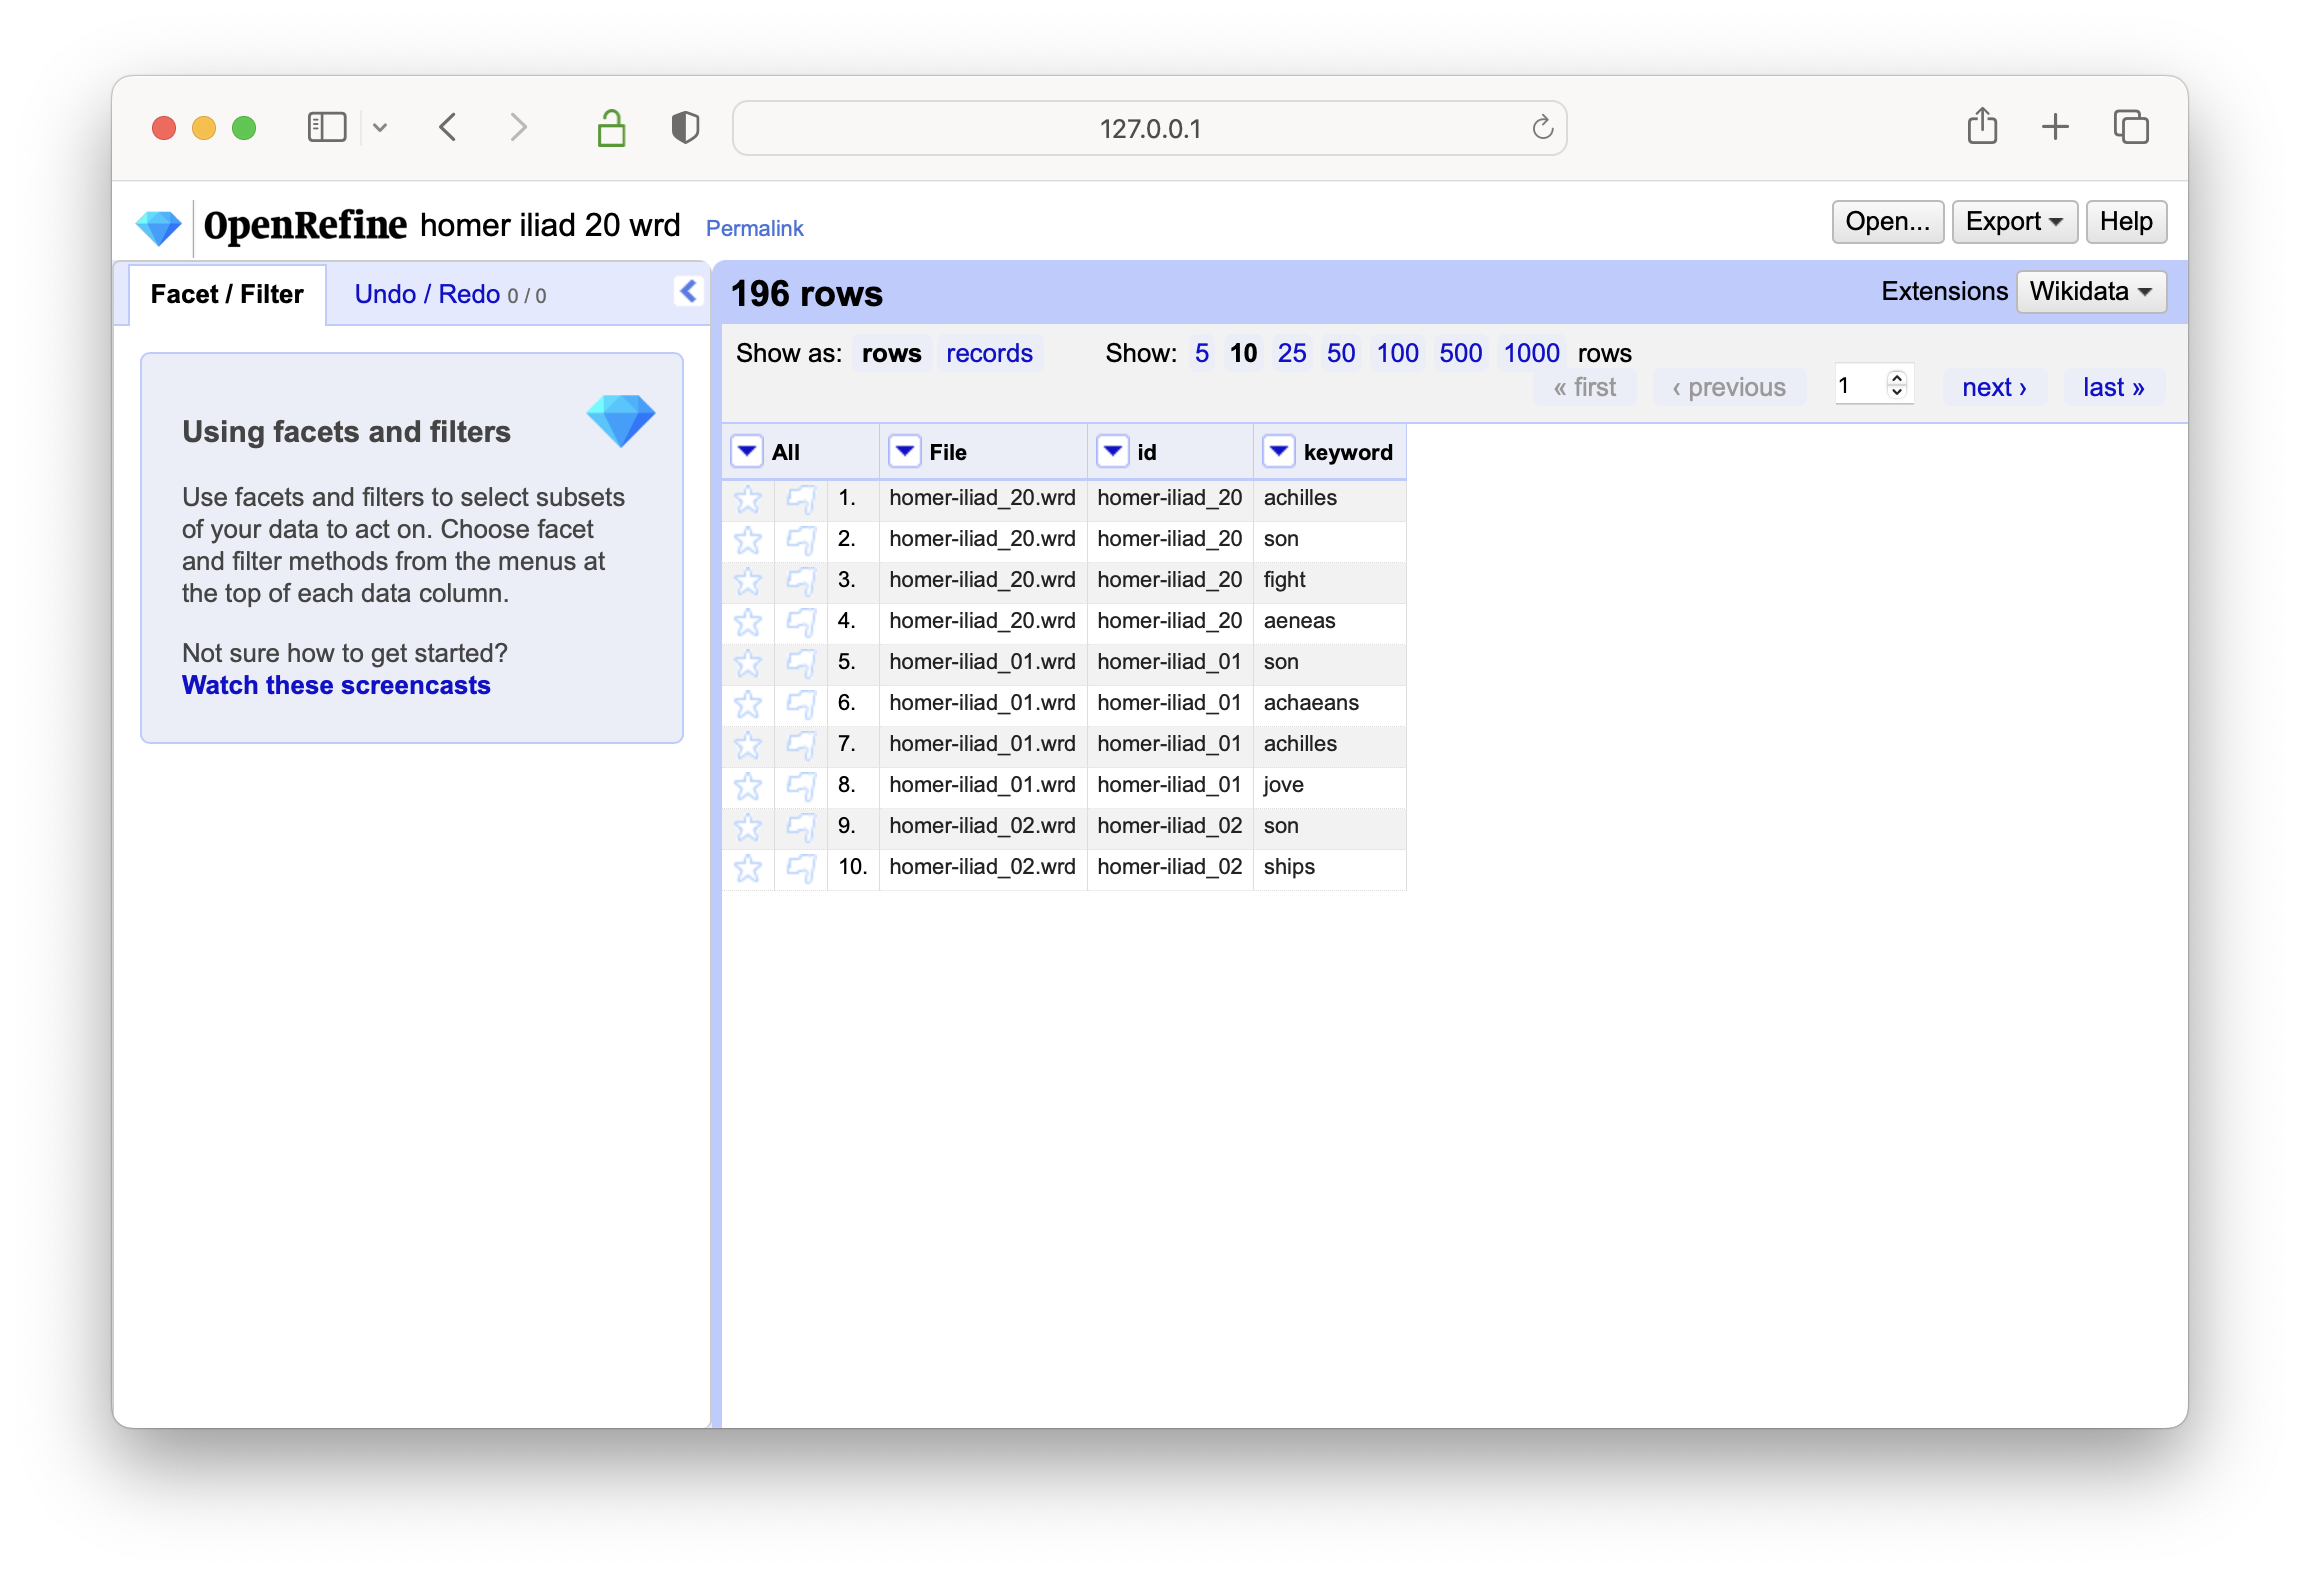 127.0.0.1
OpenRefine homer iliad 20 wrd Permalink
Open... Export Help
Facet / Filter Undo / Redo 0 / 0
196 rows
Extensions Wikidata
Show as: rows records Show: 5 10 25 50 100 500 1000 rows
« first ‹ previous 1 next › last »
Using facets and filters
Use facets and filters to select subsets
of your data to act on. Choose facet
and filter methods from the menus at
the top of each data column.
Not sure how to get started?
Watch these screencasts
All File id keyword
1. homer-iliad_20.wrd homer-iliad_20 achilles
2. homer-iliad_20.wrd homer-iliad_20 son
3. homer-iliad_20.wrd homer-iliad_20 fight
4. homer-iliad_20.wrd homer-iliad_20 aeneas
5. homer-iliad_01.wrd homer-iliad_01 son
6. homer-iliad_01.wrd homer-iliad_01 achaeans
7. homer-iliad_01.wrd homer-iliad_01 achilles
8. homer-iliad_01.wrd homer-iliad_01 jove
9. homer-iliad_02.wrd homer-iliad_02 son
10. homer-iliad_02.wrd homer-iliad_02 ships